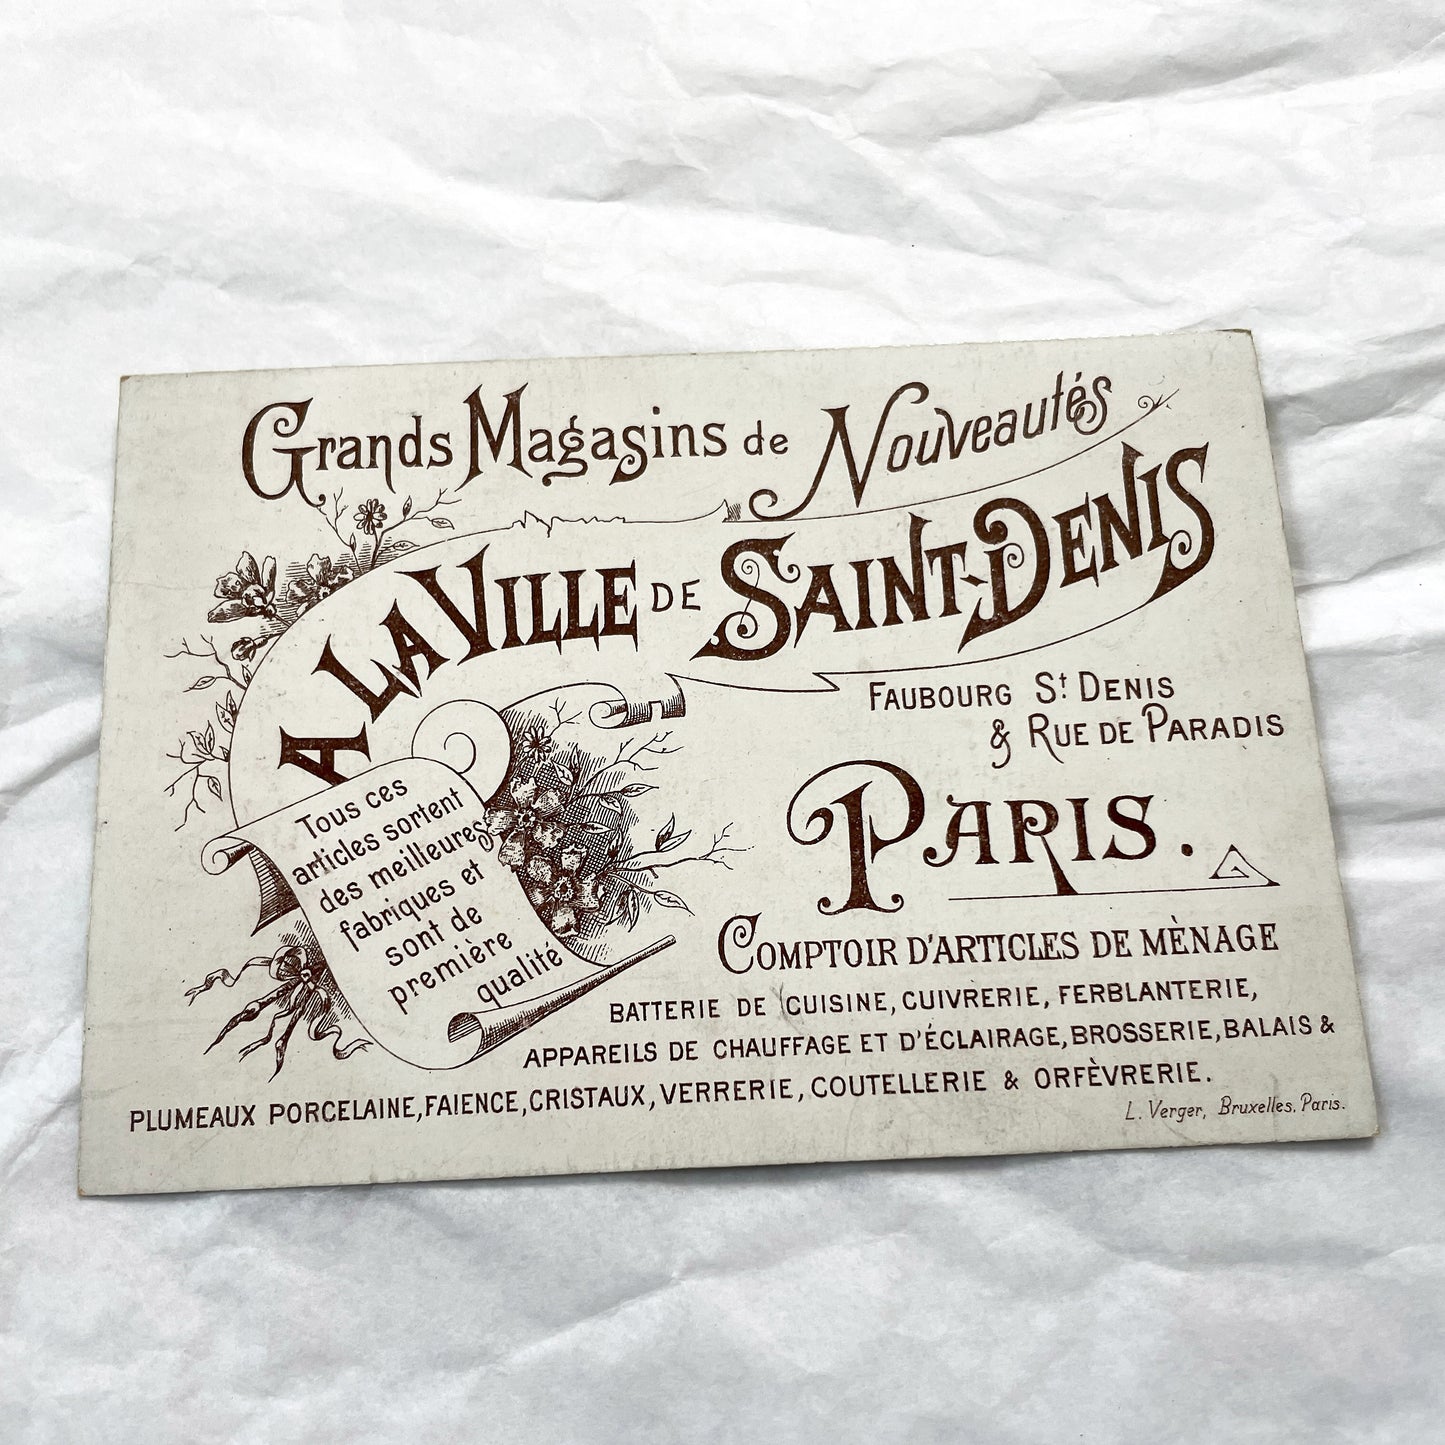 Grands Magasins de Nouveautés
A LA VILLE DE SAINT-DENIS
FAUBOURG St DENIS
& RUE DE PARADIS
PARIS.
Tous ces
articles sortent
des meilleures
fabriques et
sont de
première
qualité
COMPTOIR D'ARTICLES DE MÈNAGE
BATTERIE DE CUISINE, CUIVRERIE, FERBLANTERIE,
APPAREILS DE CHAUFFAGE ET D'ÉCLAIRAGE, BROSSERIE, BALAIS &
PLUMEAUX PORCELAINE, FAIENCE, CRISTAUX, VERRERIE, COUTELLERIE & ORFÈVRERIE.
L. Verger, Bruxelles. Paris.